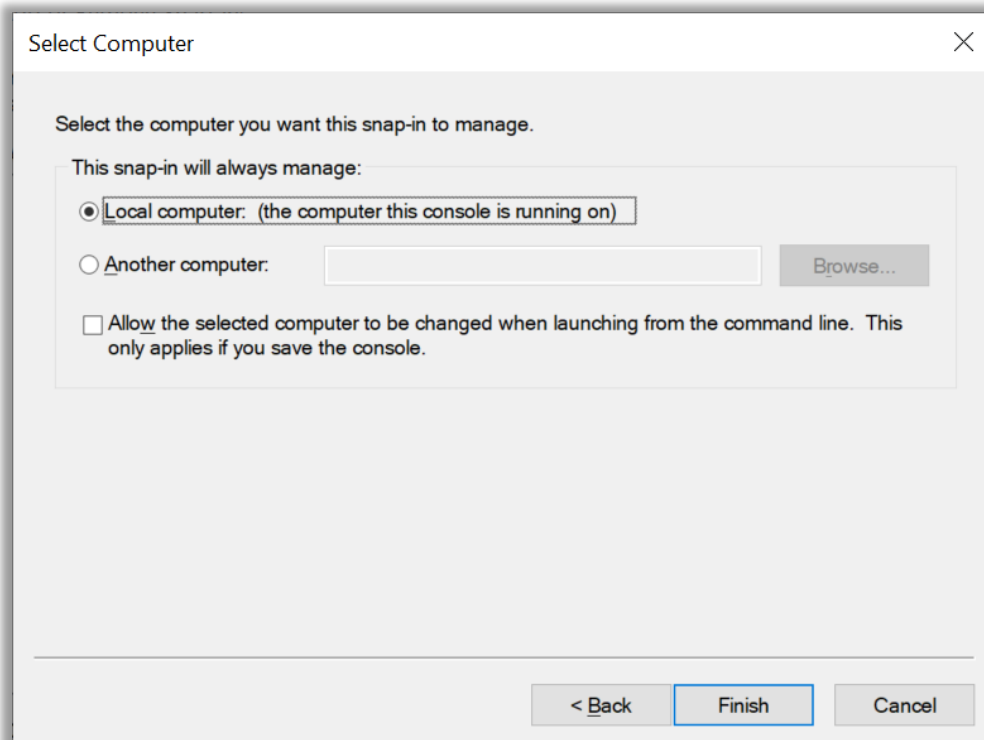 Select Computer
Select the computer you want this snap-in to manage.
This snap-in will always manage:
Local computer:  (the computer this console is running on)
Another computer:
Browse...
Allow the selected computer to be changed when launching from the command line.  This
only applies if you save the console.
< Back
Finish
Cancel